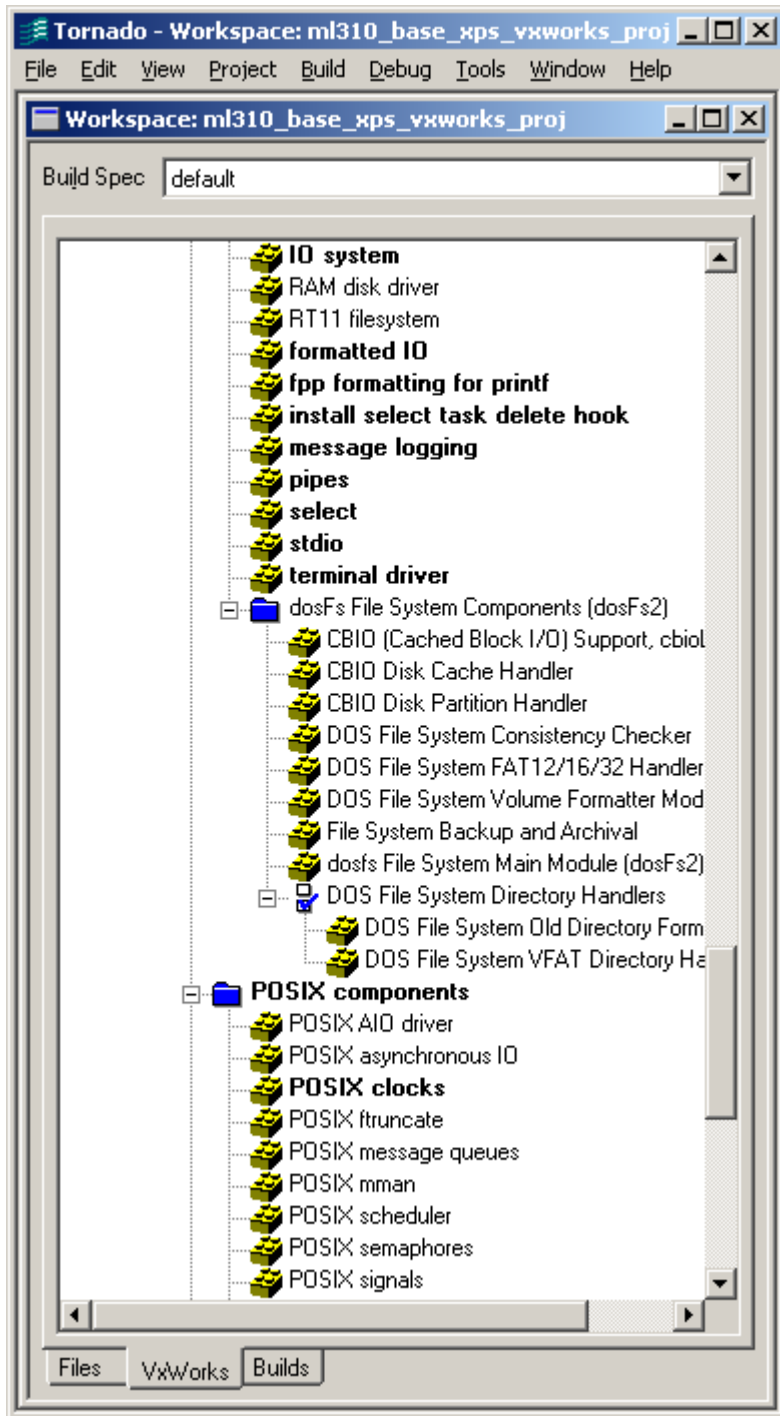 Tornado - Workspace: ml310_base_xps_vxworks_proj
File Edit View Project Build Debug Tools Window Help
Workspace: ml310_base_xps_vxworks_proj
Build Spec default
IO system
RAM disk driver
RT11 filesystem
formatted IO
fpp formatting for printf
install select task delete hook
message logging
pipes
select
stdio
terminal driver
dosFs File System Components (dosFs2)
CBIO (Cached Block I/O) Support, cbioL
CBIO Disk Cache Handler
CBIO Disk Partition Handler
DOS File System Consistency Checker
DOS File System FAT12/16/32 Handler
DOS File System Volume Formatter Mod
File System Backup and Archival
dosfs File System Main Module (dosFs2)
DOS File System Directory Handlers
DOS File System Old Directory Form
DOS File System VFAT Directory Ha
POSIX components
POSIX AIO driver
POSIX asynchronous IO
POSIX clocks
POSIX ftruncate
POSIX message queues
POSIX mman
POSIX scheduler
POSIX semaphores
POSIX signals
Files VxWorks Builds